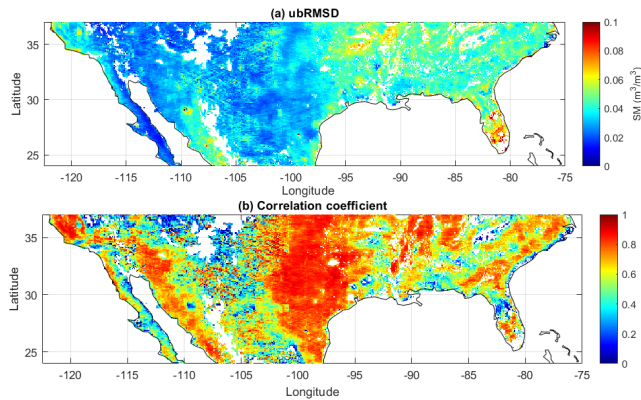 (a) ubRMSD
35
30
25
Latitude
-120 -115 -110 -105 -100 -95 -90 -85 -80 -75
Longitude
0.1
0.08
0.06
0.04
0.02
0
SM (m³/m³)
(b) Correlation coefficient
35
30
25
Latitude
-120 -115 -110 -105 -100 -95 -90 -85 -80 -75
Longitude
1
0.8
0.6
0.4
0.2
0